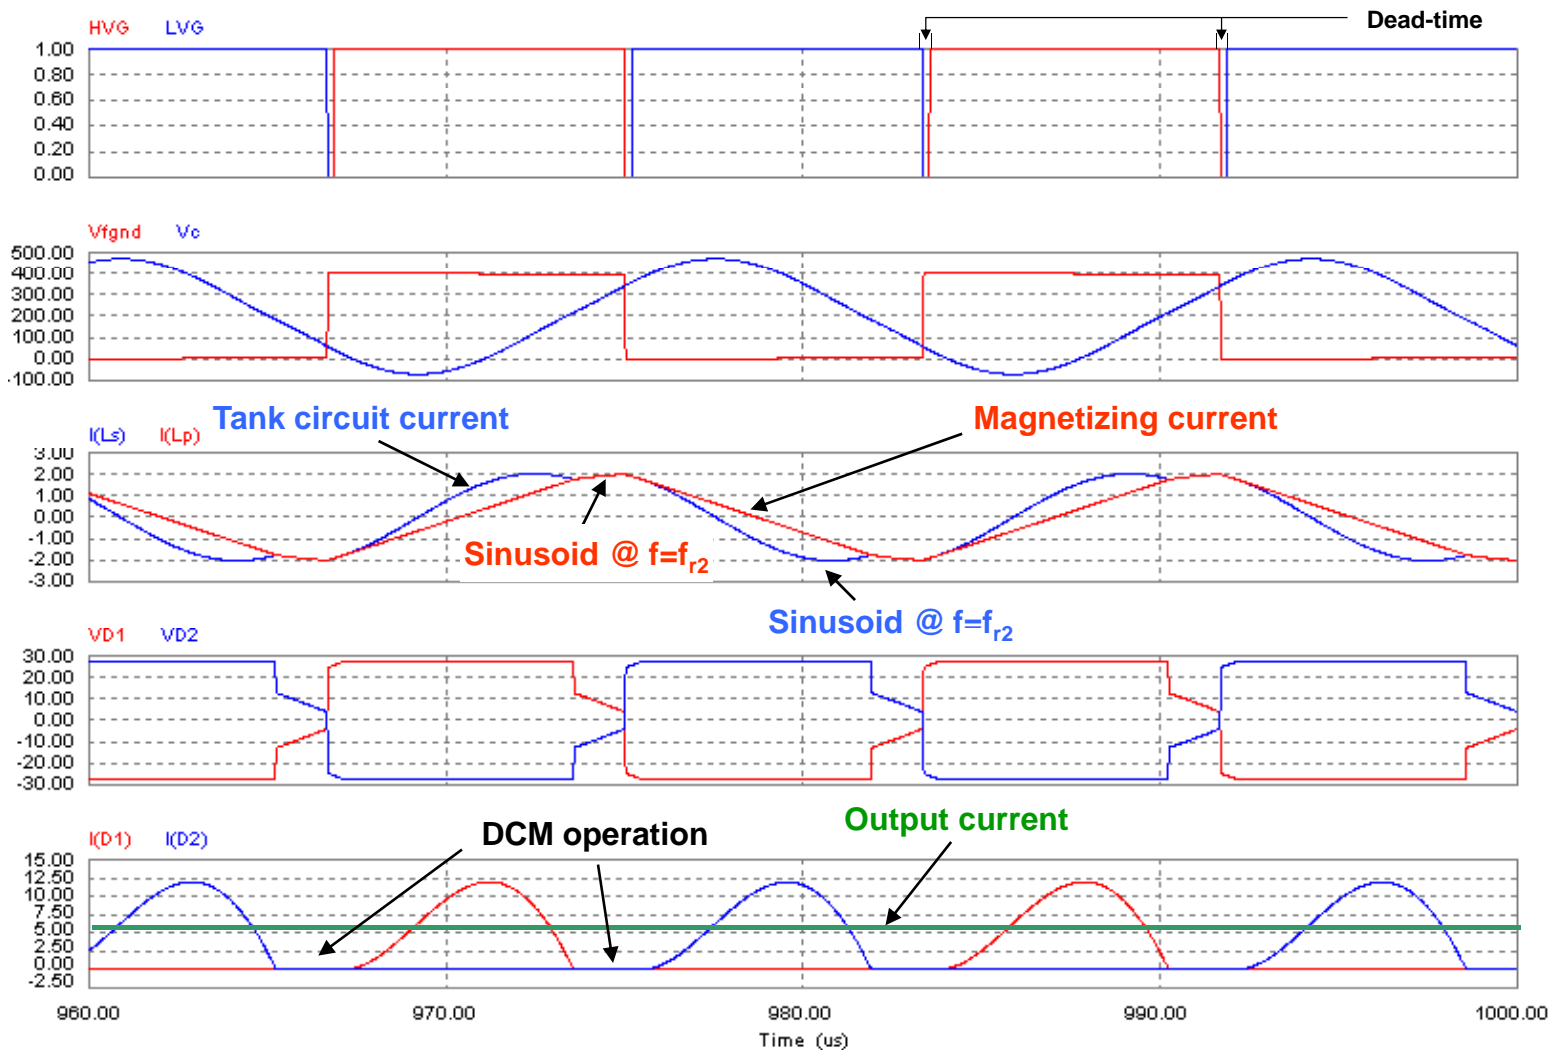 Dead-time
HVG LVG
1.00
0.80
0.60
0.40
0.20
0.00
Vfgnd Vc
500.00
400.00
300.00
200.00
100.00
0.00
-100.00
Tank circuit current
Magnetizing current
I(Ls) I(Lp)
3.00
2.00
1.00
0.00
-1.00
-2.00
-3.00
Sinusoid @ f=fr2
Sinusoid @ f=fr2
VD1 VD2
30.00
20.00
10.00
0.00
-10.00
-20.00
-30.00
DCM operation
Output current
I(D1) I(D2)
15.00
12.50
10.00
7.50
5.00
2.50
0.00
-2.50
960.00 970.00 980.00 990.00 1000.00
Time (us)